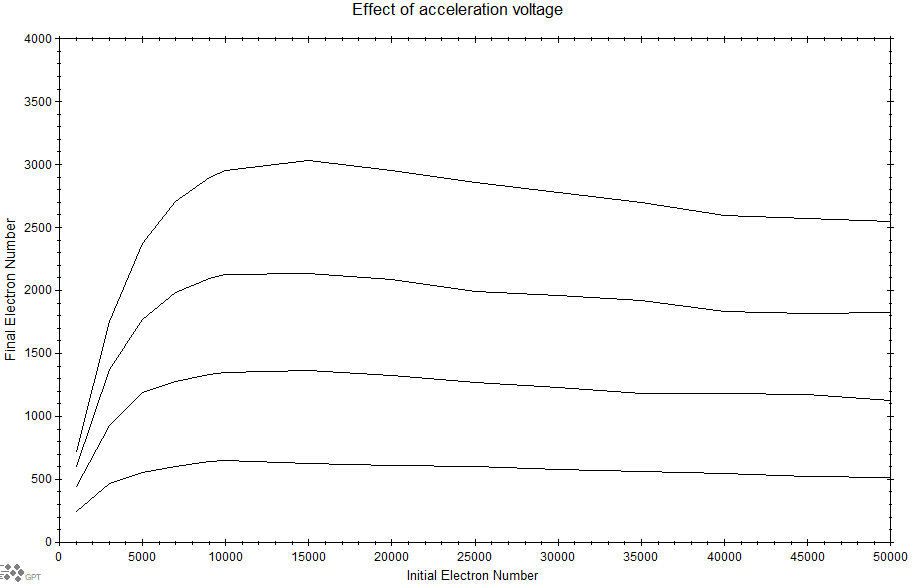 Effect of acceleration voltage
4000
3500
3000
2500
2000
1500
1000
500
0
Final Electron Number
0 5000 10000 15000 20000 25000 30000 35000 40000 45000 50000
Initial Electron Number
GPT